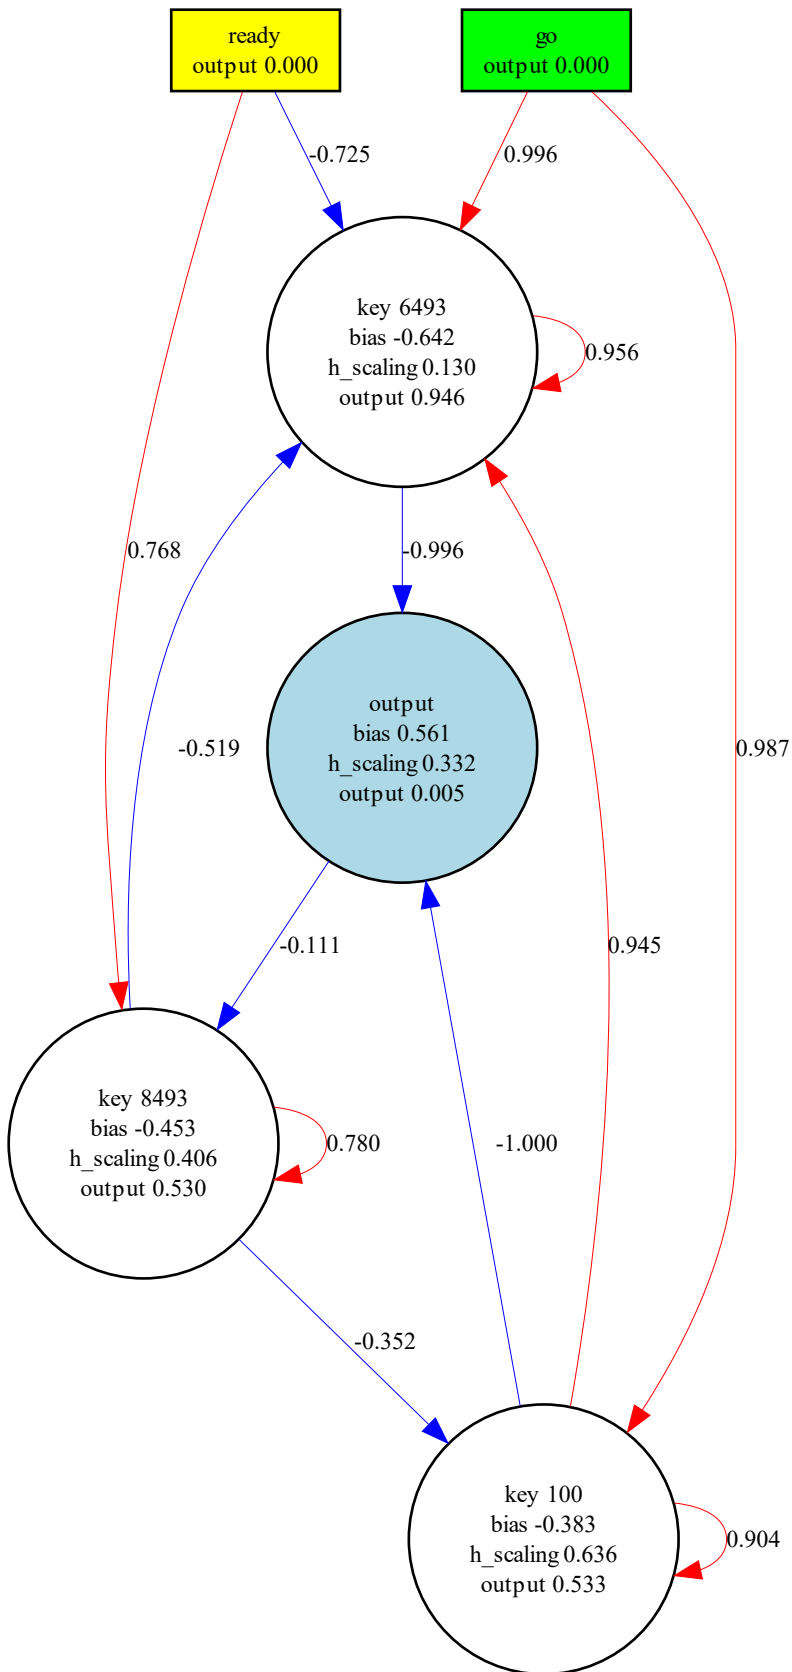 ready
output 0.000
go
output 0.000
-0.725
0.996
key 6493
bias -0.642
h_scaling 0.130
output 0.946
0.956
0.768
-0.996
output
bias 0.561
h_scaling 0.332
output 0.005
-0.519
0.987
-0.111
0.945
key 8493
bias -0.453
h_scaling 0.406
output 0.530
0.780
-1.000
-0.352
key 100
bias -0.383
h_scaling 0.636
output 0.533
0.904